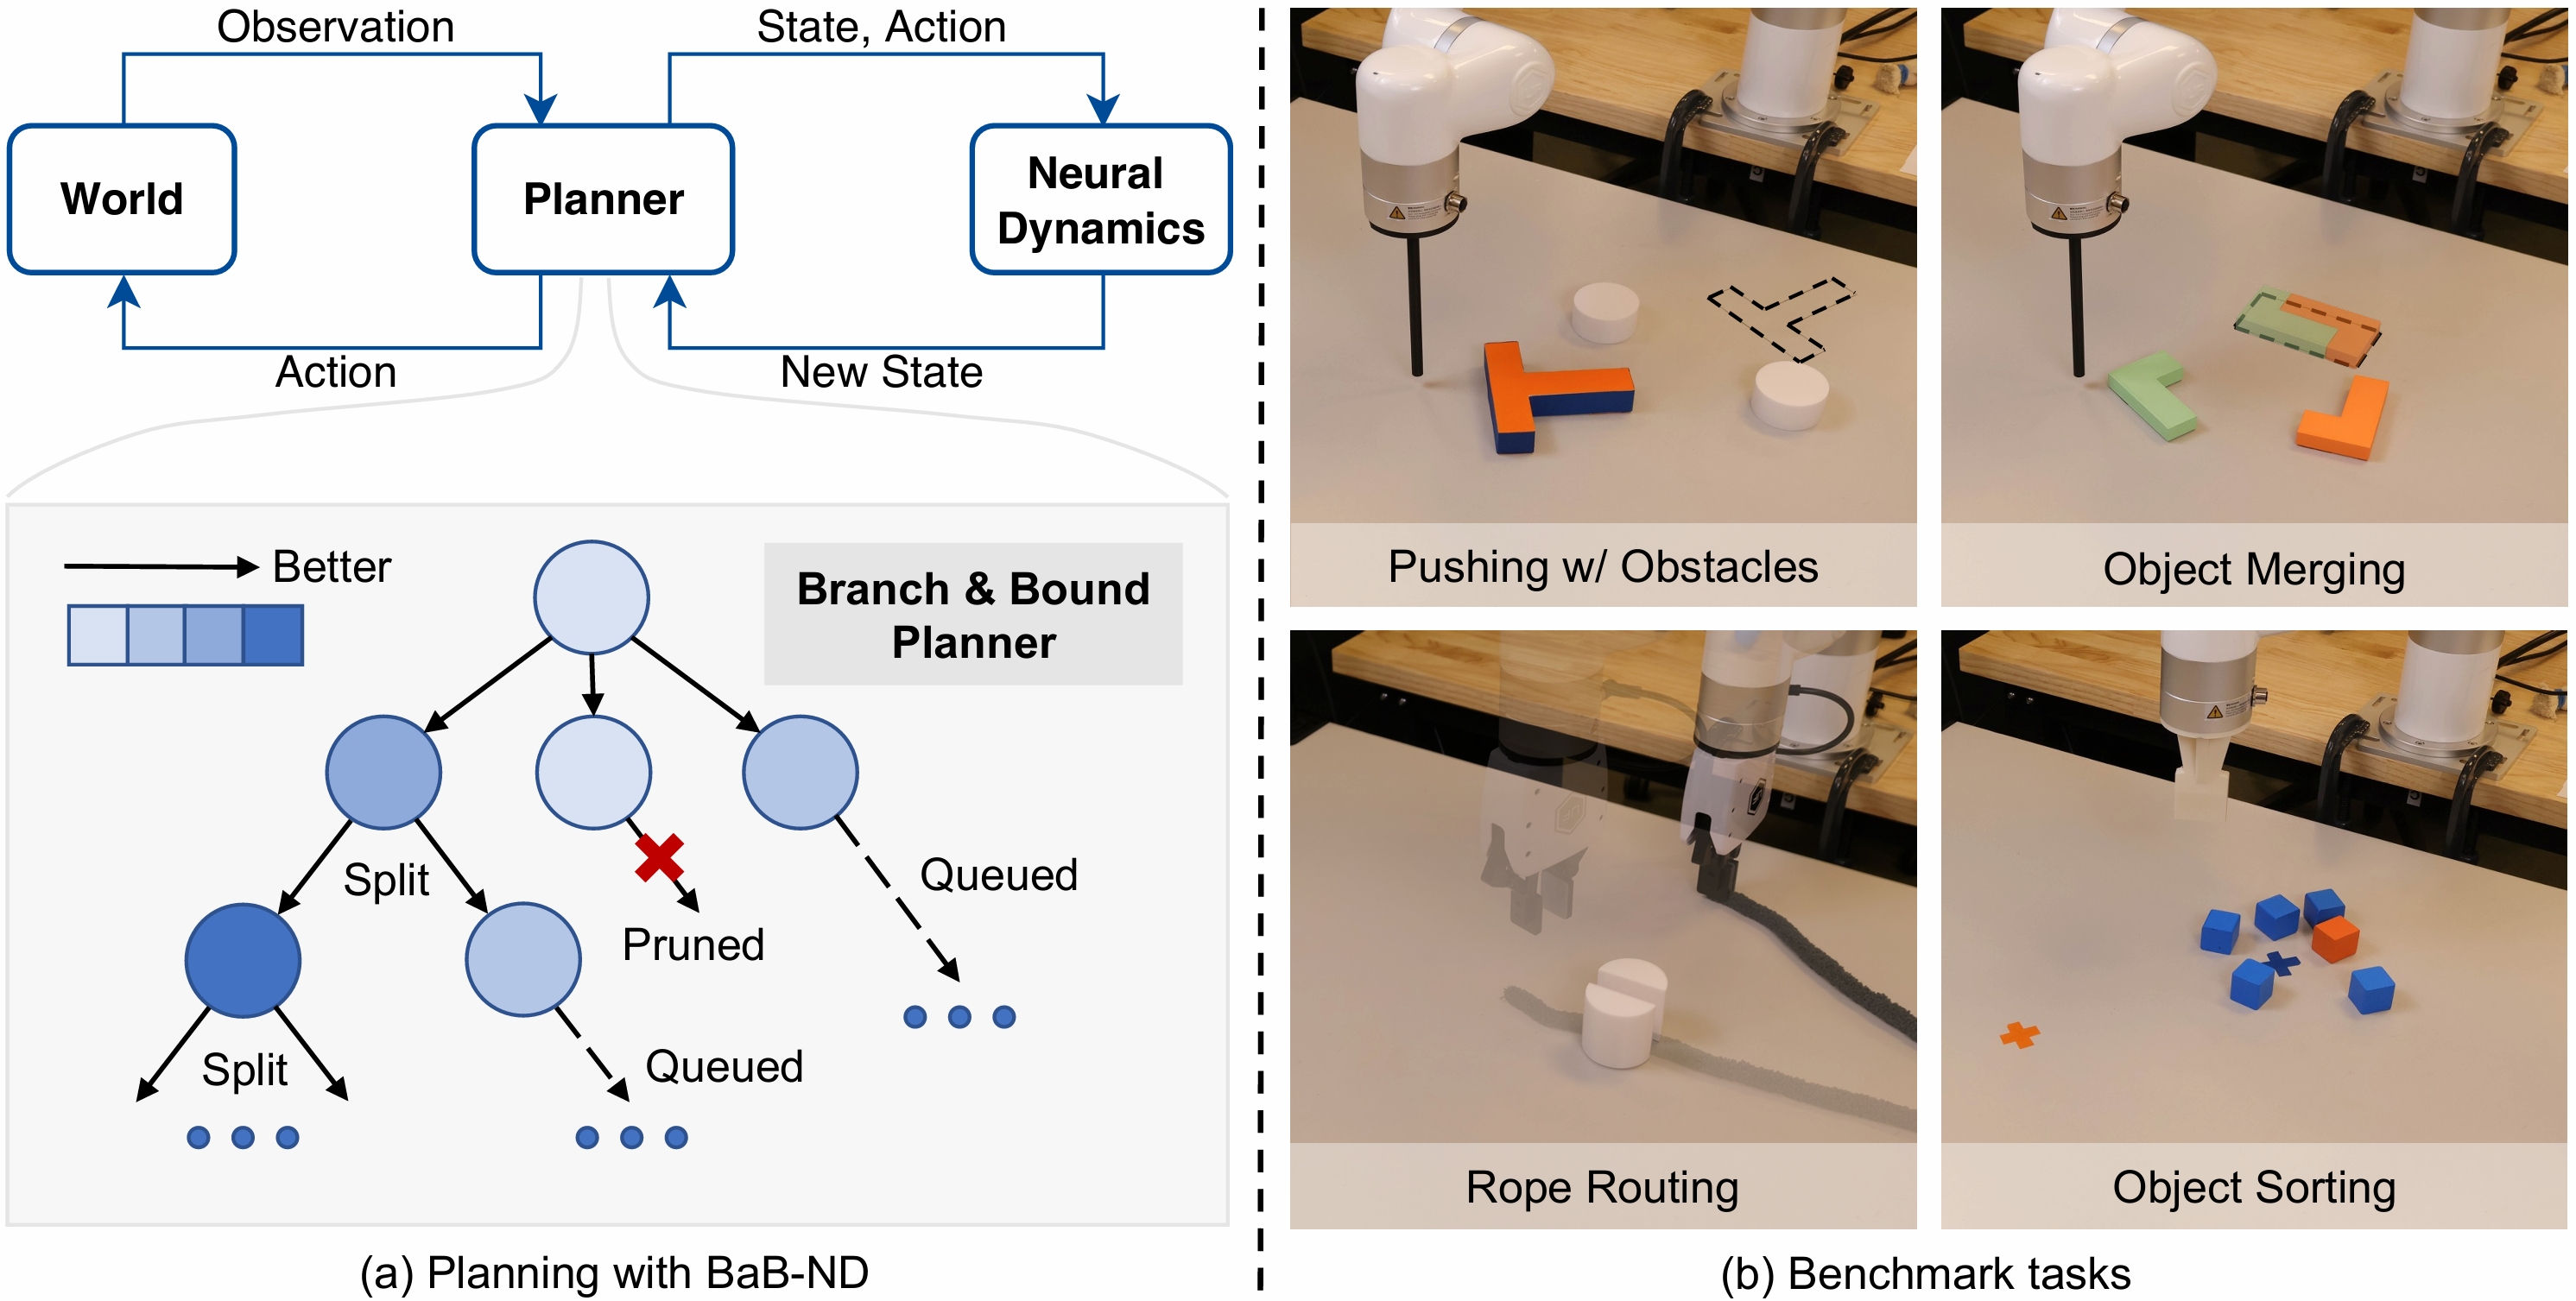 Observation
State, Action
World
Planner
Neural
Dynamics
Action
New State
Better
Branch & Bound
Planner
Split
Pruned
Queued
Split
Queued
(a) Planning with BaB-ND
Pushing w/ Obstacles
Object Merging
Rope Routing
Object Sorting
(b) Benchmark tasks